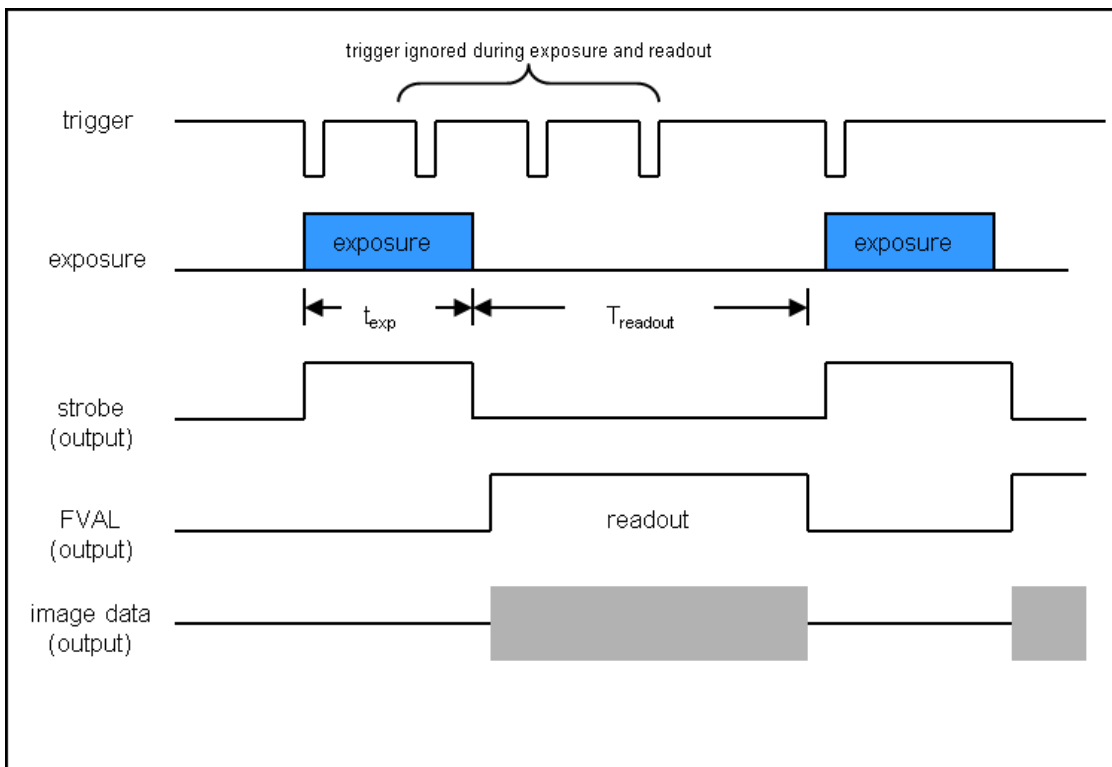 trigger ignored during exposure and readout
trigger
exposure
exposure
exposure
texp
Treadout
strobe
(output)
FVAL
(output)
readout
image data
(output)